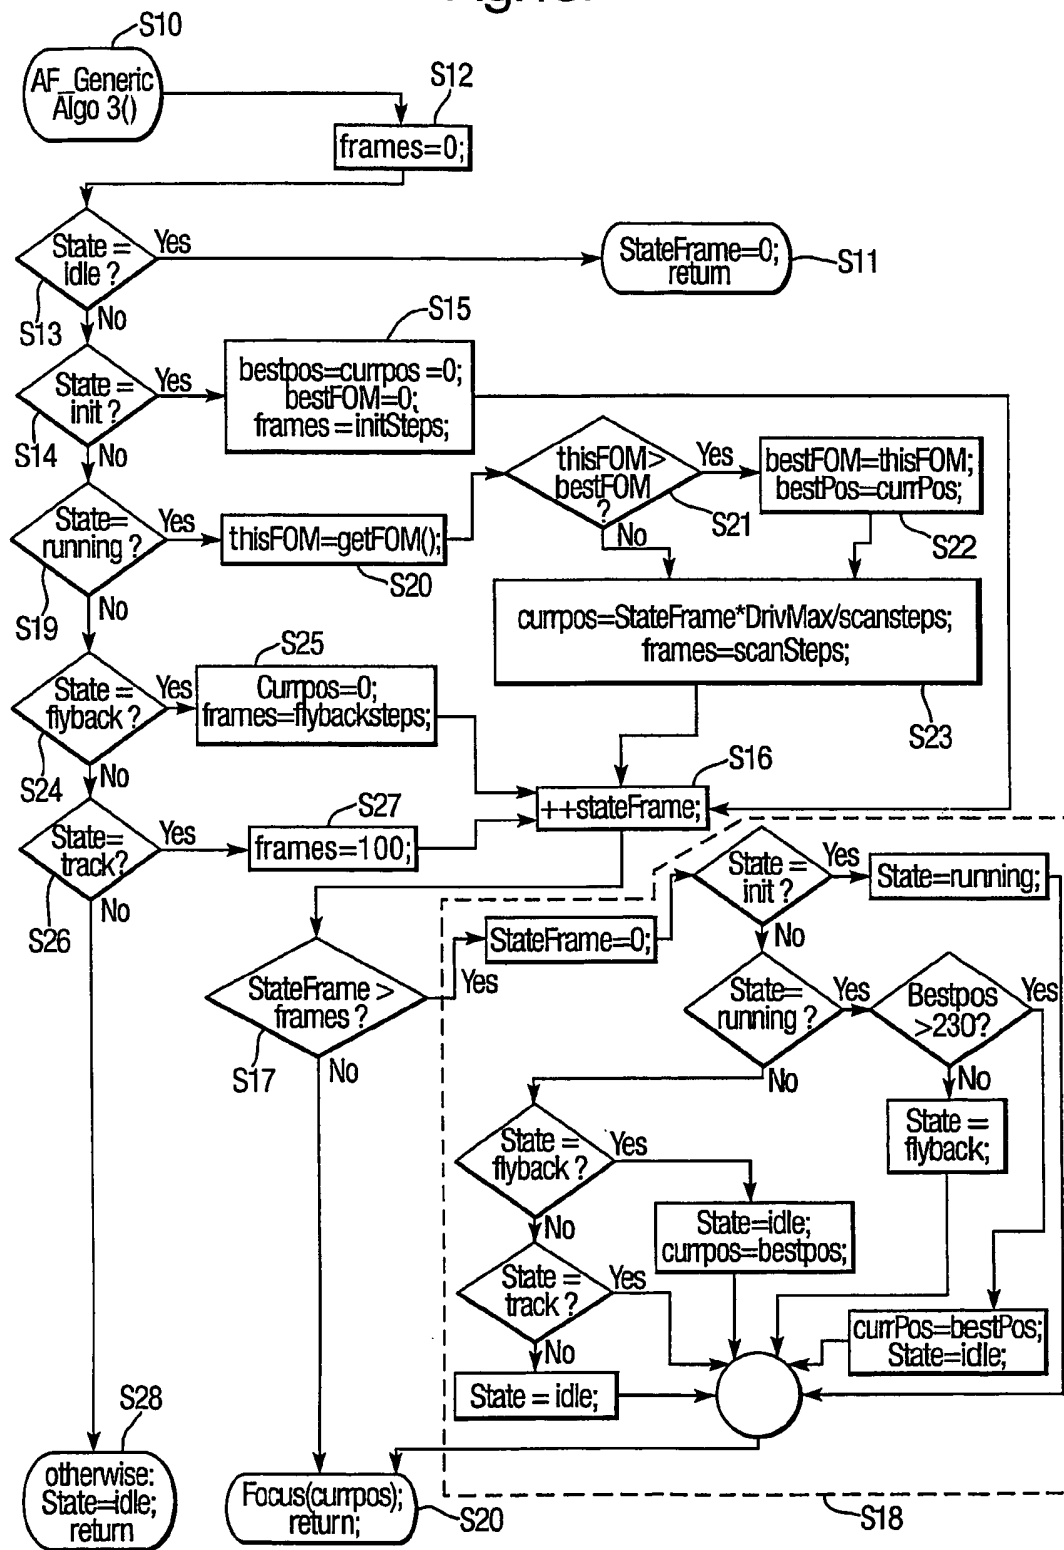 S10
AF_Generic
Algo 3()
S12
frames=0;
State =
idle ?
Yes
No
S13
StateFrame=0;
return
S11
State =
init ?
Yes
No
S14
S15
bestpos=currpos =0;
bestFOM=0;
frames =initSteps;
State=
running ?
Yes
No
S19
thisFOM=getFOM();
S20
thisFOM>
bestFOM
?
Yes
No
S21
bestFOM=thisFOM;
bestPos=currPos;
S22
currpos=StateFrame*DrivMax/scansteps;
frames=scanSteps;
S23
State =
flyback ?
Yes
No
S24
S25
Currpos=0;
frames=flybacksteps;
S16
++stateFrame;
State=
track?
Yes
No
S26
S27
frames=100;
StateFrame >
frames ?
Yes
No
S17
StateFrame=0;
State =
init ?
Yes
No
State=running;
State=
running ?
Yes
No
Bestpos
>230?
Yes
No
State =
flyback;
State =
flyback ?
Yes
No
State=idle;
currpos=bestpos;
State =
track ?
Yes
No
State = idle;
currPos=bestPos;
State=idle;
S28
otherwise:
State=idle;
return
Focus(currpos);
return;
S20
S18